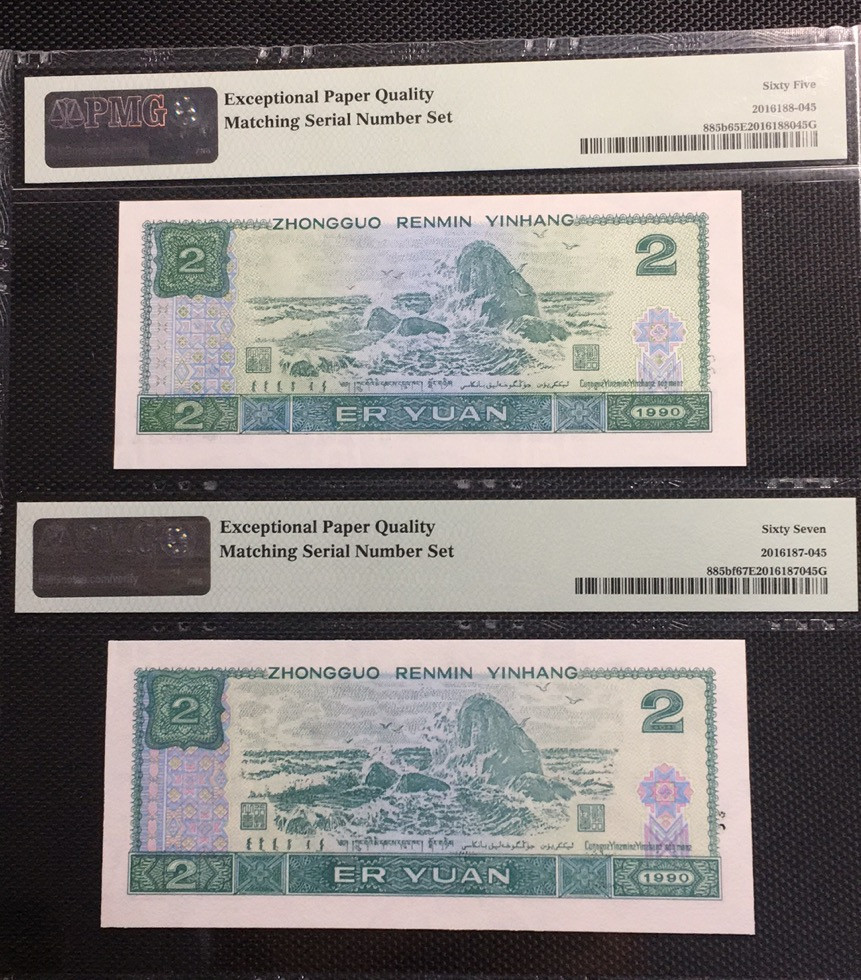 PMG
Exceptional Paper Quality
Matching Serial Number Set
Sixty Five
2016188-045
885b65E2016188045G
ZHONGGUO RENMIN YINHANG
2
2
2
ER YUAN
1990
Exceptional Paper Quality
Matching Serial Number Set
Sixty Seven
2016187-045
885bf67E2016187045G
ZHONGGUO RENMIN YINHANG
2
2
2
ER YUAN
1990